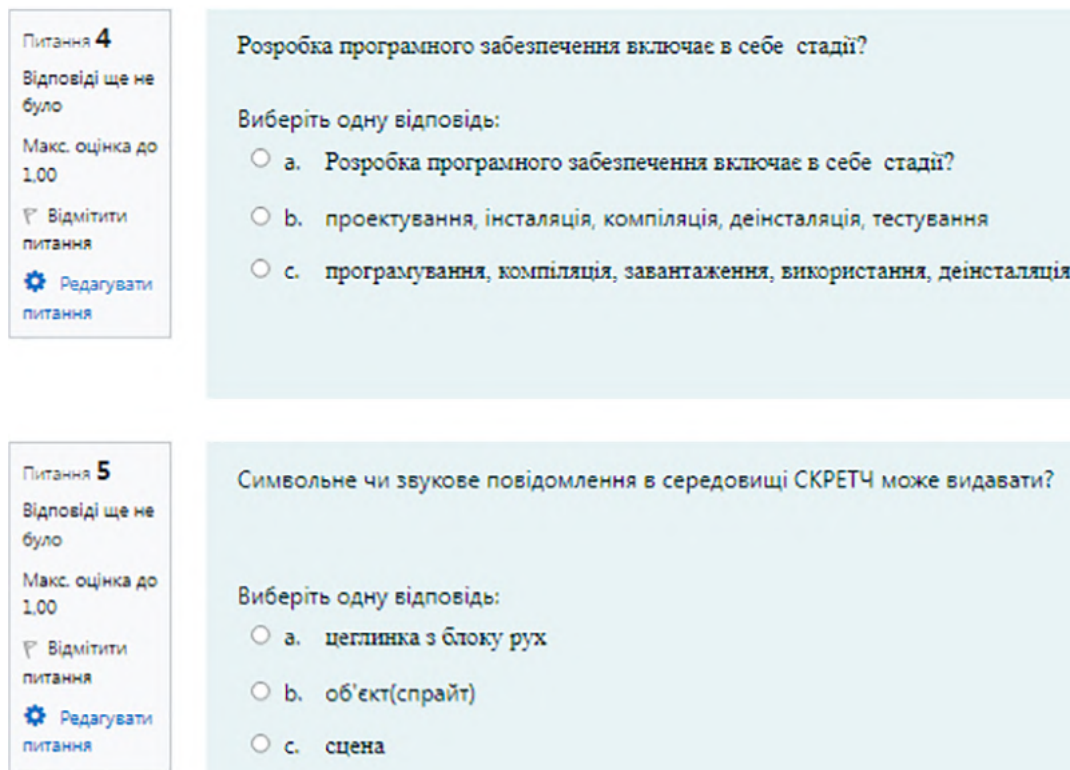 Питання 4
Відповіді ще не
було
Макс. оцінка до
1,00
Відмітити
питання
Редагувати
питання
Розробка програмного забезпечення включає в себе стадії?
Виберіть одну відповідь:
a. Розробка програмного забезпечення включає в себе стадії?
b. проектування, інсталяція, компіляція, деінсталяція, тестування
c. програмування, компіляція, завантаження, використання, деінсталяція
Питання 5
Відповіді ще не
було
Макс. оцінка до
1,00
Відмітити
питання
Редагувати
питання
Символьне чи звукове повідомлення в середовищі СКРЕТЧ може видавати?
Виберіть одну відповідь:
a. цеглинка з блоку рух
b. об'єкт(спрайт)
c. сцена